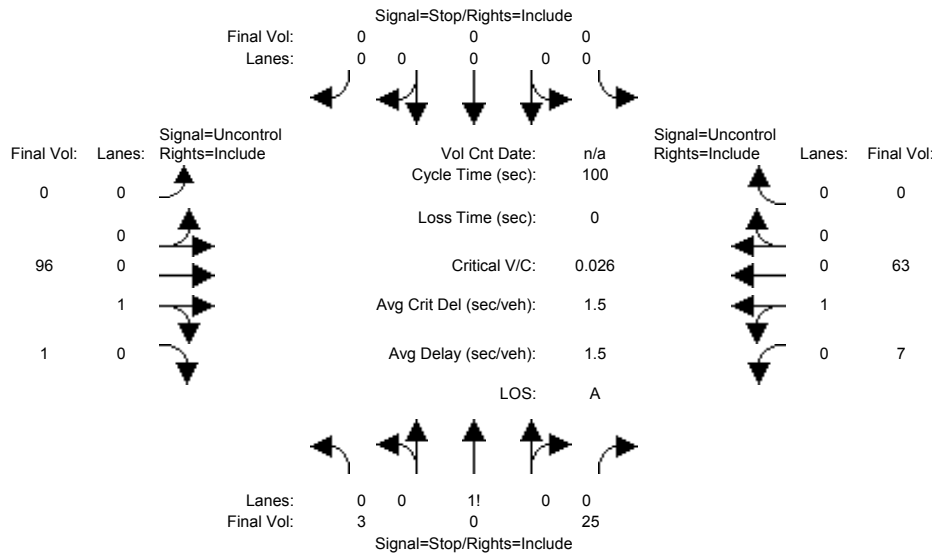 Signal=Stop/Rights=Include
Final Vol: 0 0 0
Lanes: 0 0 0 0 0
Signal=Uncontrol
Final Vol: Lanes: Rights=Include
Vol Cnt Date: n/a
Signal=Uncontrol
Rights=Include Lanes: Final Vol:
Cycle Time (sec): 100
0 0
0 0
Loss Time (sec): 0
0
0
96 0
Critical V/C: 0.026
0 63
1
Avg Crit Del (sec/veh): 1.5
1
1 0
Avg Delay (sec/veh): 1.5
0 7
LOS: A
Lanes: 0 0 1! 0 0
Final Vol: 3 0 25
Signal=Stop/Rights=Include